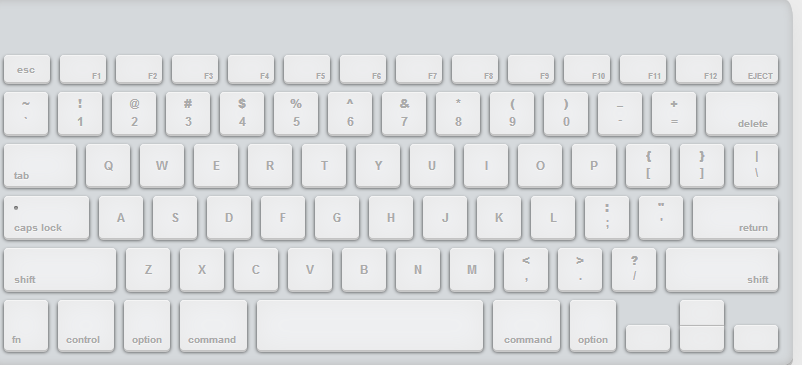 esc F1 F2 F3 F4 F5 F6 F7 F8 F9 F10 F11 F12 EJECT
~ ! @ # $ % ^ & * ( ) _ +
` 1 2 3 4 5 6 7 8 9 0 - = delete
tab Q W E R T Y U I O P { } |
[ ] \
caps lock A S D F G H J K L : " return
; '
shift Z X C V B N M < > ? shift
, . /
fn control option command command option